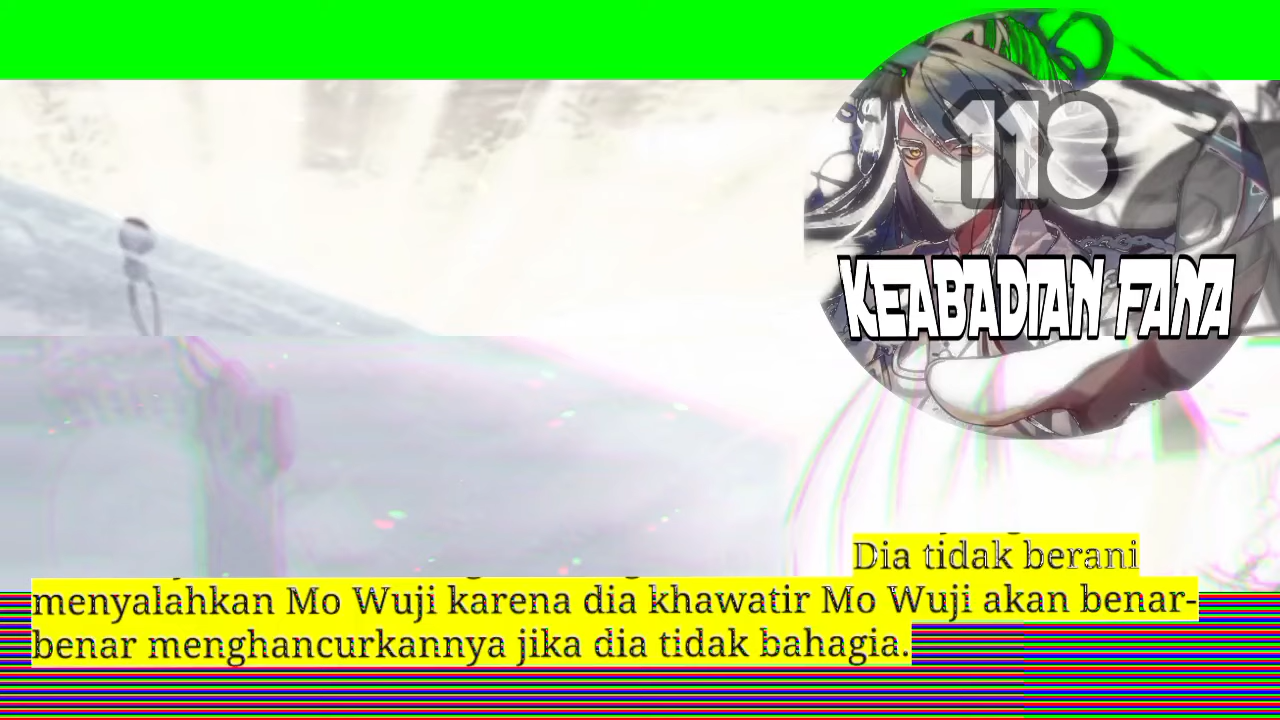 118
KEABADIAN FANA
Dia tidak berani
menyalahkan Mo Wuji karena dia khawatir Mo Wuji akan benar-
benar menghancurkannya jika dia tidak bahagia.